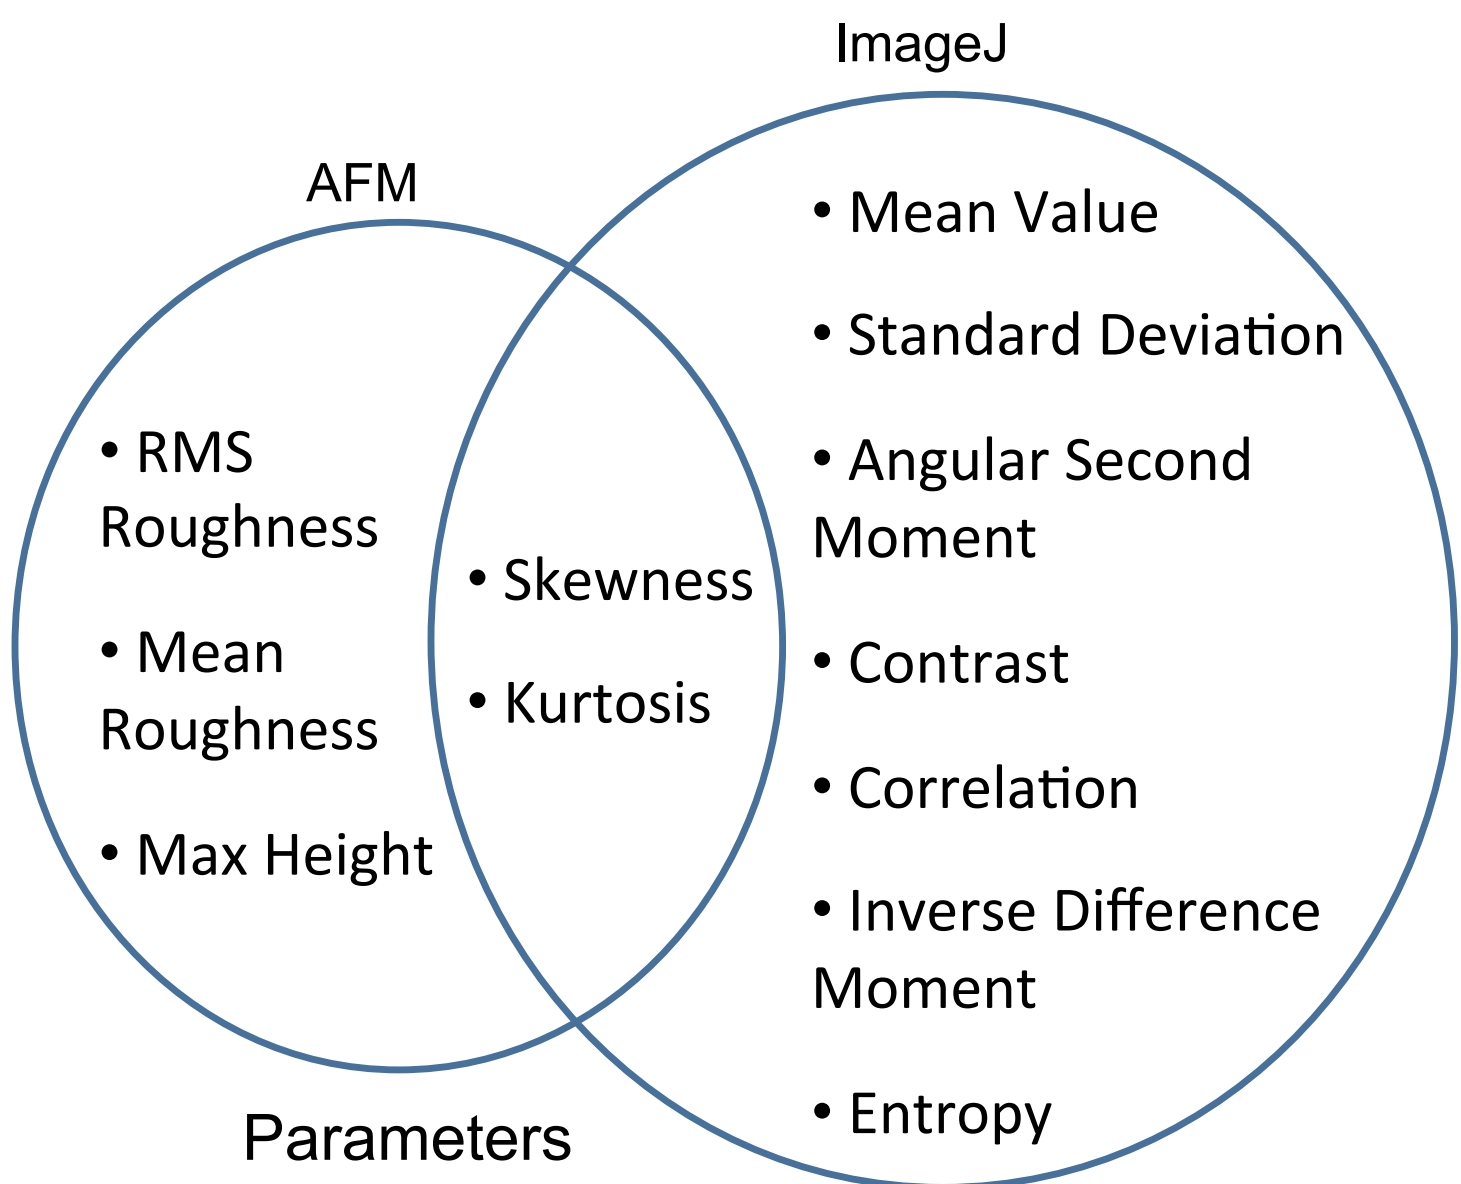 ImageJ
AFM
• Mean Value
• Standard Deviation
• Angular Second
Moment
• Contrast
• Correlation
• Inverse Difference
Moment
• Entropy
• RMS
Roughness
• Mean
Roughness
• Max Height
• Skewness
• Kurtosis
Parameters